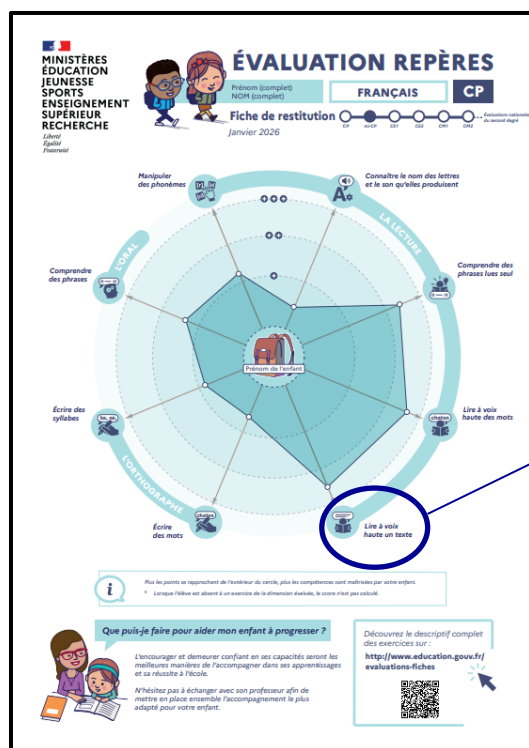 MINISTÈRES
ÉDUCATION
JEUNESSE
SPORTS
ENSEIGNEMENT
SUPÉRIEUR
RECHERCHE
Liberté
Égalité
Fraternité
ÉVALUATION REPÈRES
Prénom (complet)
NOM (complet)
FRANÇAIS
CP
Fiche de restitution
Janvier 2026
CP
mi-CP
CE1
CE2
CM1
CM2
Évaluations nationales
du second degré
Manipuler
des phonèmes
Connaître le nom des lettres
et le son qu'elles produisent
L'ORAL
LA LECTURE
Comprendre
des phrases
Comprendre des
phrases lues seul
Prénom de l'enfant
Écrire des
syllabes
Lire à voix
haute des mots
L'ORTHOGRAPHE
Écrire
des mots
Lire à voix
haute un texte
Plus les points se rapprochent de l'extérieur du cercle, plus les compétences sont maîtrisées par votre enfant.
* Lorsque l'élève est absent à un exercice de la dimension évaluée, le score n'est pas calculé.
Que puis-je faire pour aider mon enfant à progresser ?
L'encourager et demeurer confiant en ses capacités seront les
meilleures manières de l'accompagner dans ses apprentissages
et sa réussite à l'école.
N'hésitez pas à échanger avec son professeur afin de
mettre en place ensemble l'accompagnement le plus
adapté pour votre enfant.
Découvrez le descriptif complet
des exercices sur :
http://www.education.gouv.fr/
evaluations-fiches